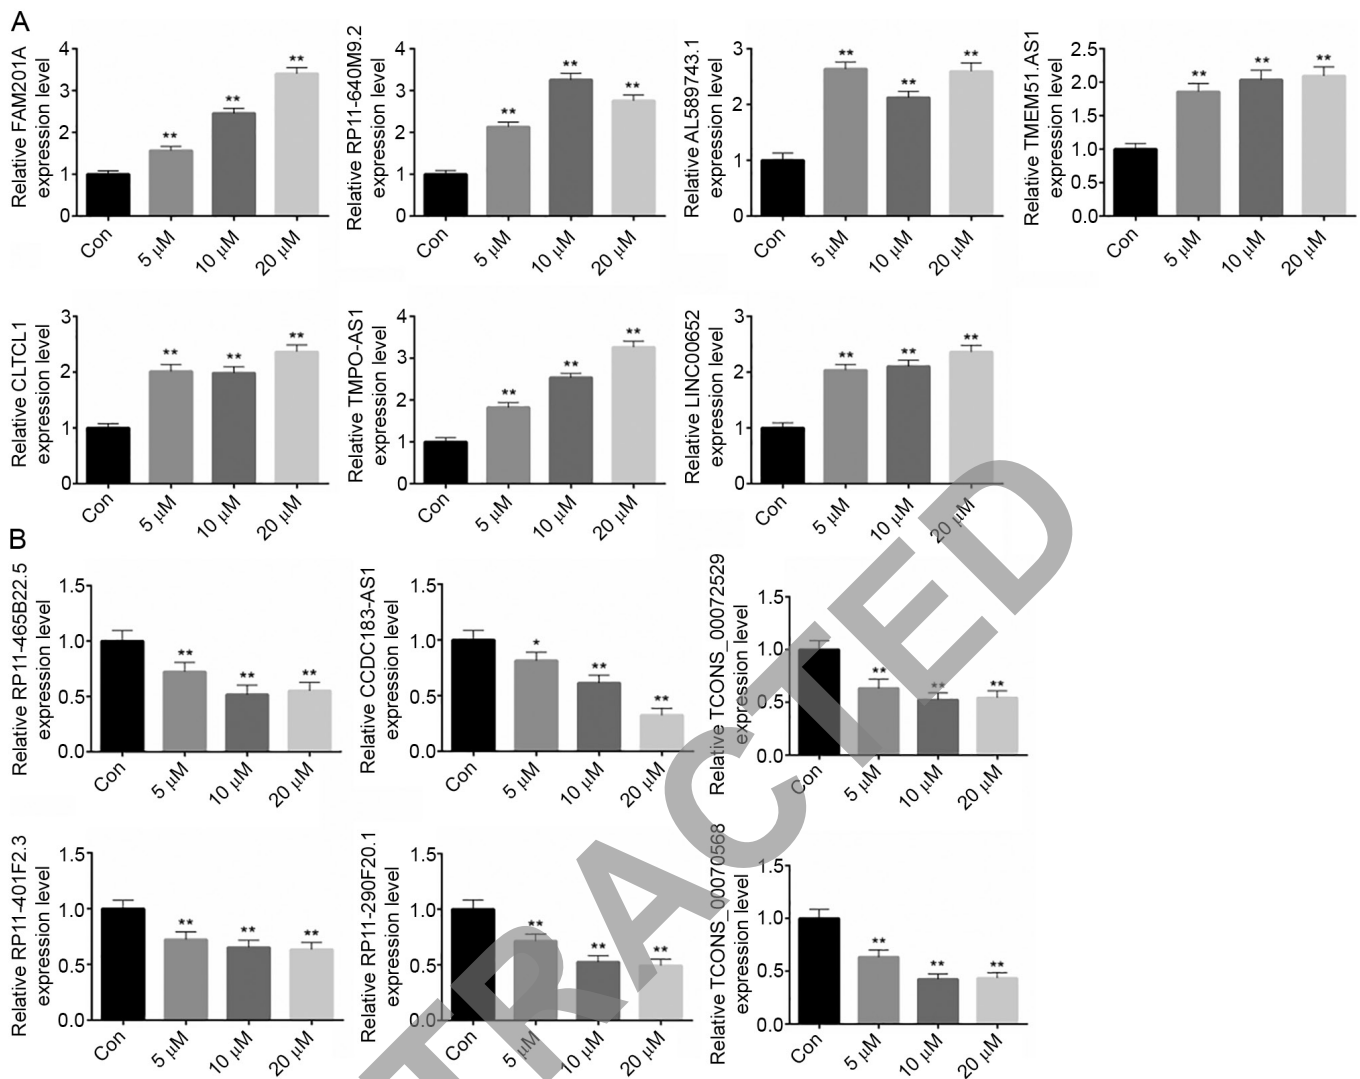 A
Relative FAM201A
expression level
4
3
2
1
0
**
**
**
Con
5 µM
10 µM
20 µM
Relative RP11-640M9.2
expression level
4
3
2
1
0
**
**
**
Con
5 µM
10 µM
20 µM
Relative AL589743.1
expression level
3
2
1
0
**
**
**
Con
5 µM
10 µM
20 µM
Relative TMEM51.AS1
expression level
2.5
2.0
1.5
1.0
0.5
0.0
**
**
**
Con
5 µM
10 µM
20 µM
Relative CLTCL1
expression level
3
2
1
0
**
**
**
Con
5 µM
10 µM
20 µM
Relative TMPO-AS1
expression level
4
3
2
1
0
**
**
**
Con
5 µM
10 µM
20 µM
Relative LINC00652
expression level
3
2
1
0
**
**
**
Con
5 µM
10 µM
20 µM
B
Relative RP11-465B22.5
expression level
1.5
1.0
0.5
0.0
**
**
**
Con
5 µM
10 µM
20 µM
Relative CCDC183-AS1
expression level
1.5
1.0
0.5
0.0
*
**
**
Con
5 µM
10 µM
20 µM
Relative TCONS_00072529
expression level
1.5
1.0
0.5
0.0
**
**
**
Con
5 µM
10 µM
20 µM
Relative RP11-401F2.3
expression level
1.5
1.0
0.5
0.0
**
**
**
Con
5 µM
10 µM
20 µM
Relative RP11-290F20.1
expression level
1.5
1.0
0.5
0.0
**
**
**
Con
5 µM
10 µM
20 µM
Relative TCONS_00070568
expression level
1.5
1.0
0.5
0.0
**
**
**
Con
5 µM
10 µM
20 µM
TRACTED